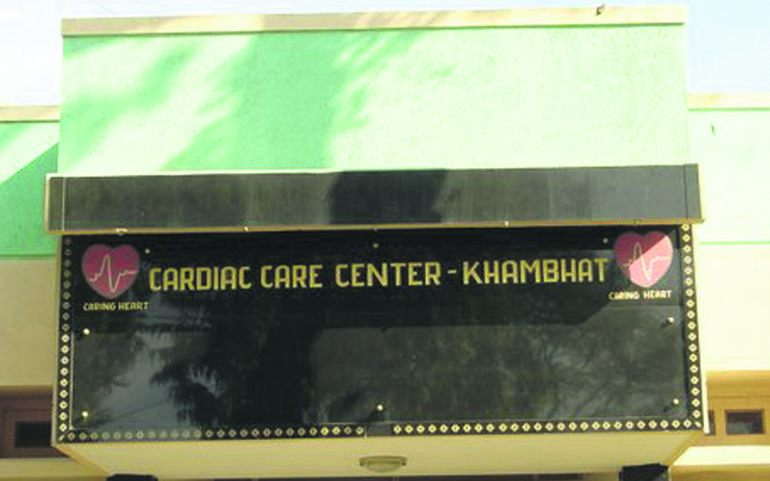 CARDIAC CARE CENTER - KHAMBHAT
CARING HEART
CARING HEART